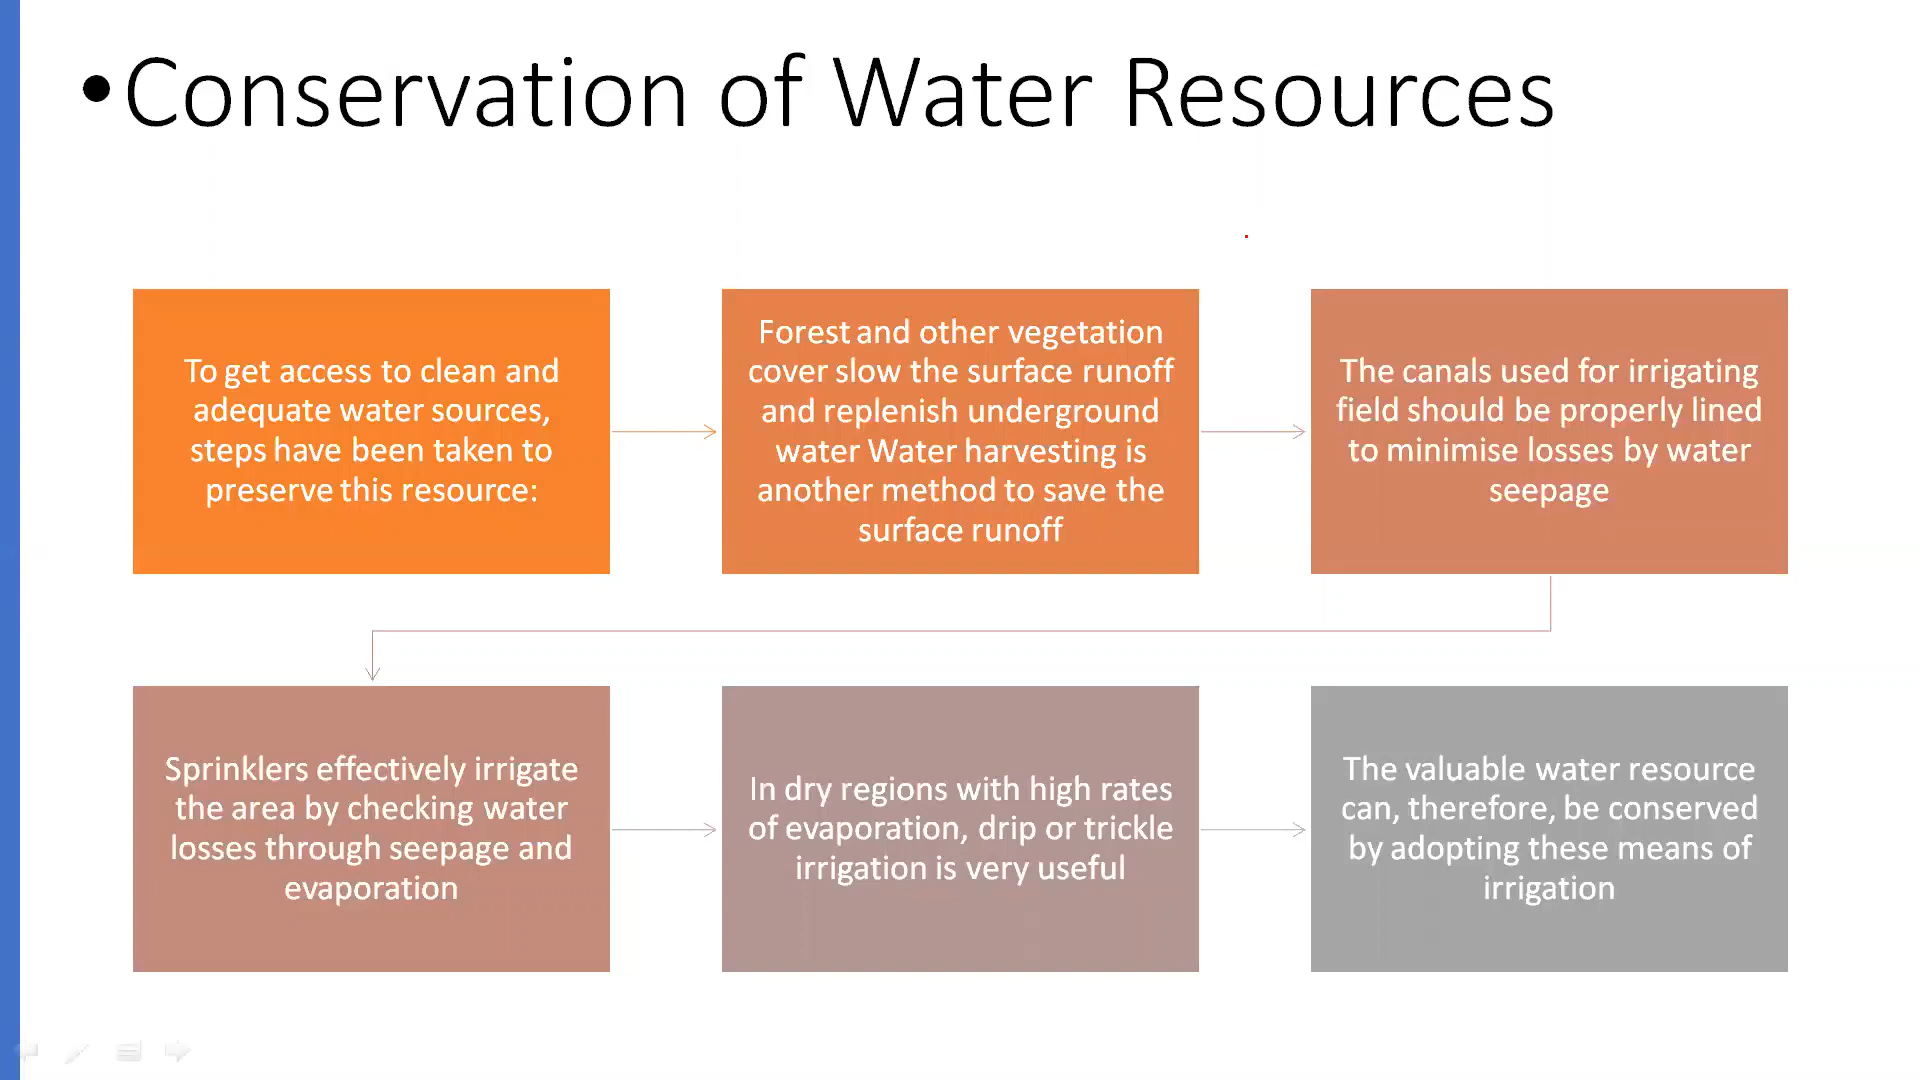 •Conservation of Water Resources
To get access to clean and
adequate water sources,
steps have been taken to
preserve this resource:
Forest and other vegetation
cover slow the surface runoff
and replenish underground
water Water harvesting is
another method to save the
surface runoff
The canals used for irrigating
field should be properly lined
to minimise losses by water
seepage
Sprinklers effectively irrigate
the area by checking water
losses through seepage and
evaporation
In dry regions with high rates
of evaporation, drip or trickle
irrigation is very useful
The valuable water resource
can, therefore, be conserved
by adopting these means of
irrigation